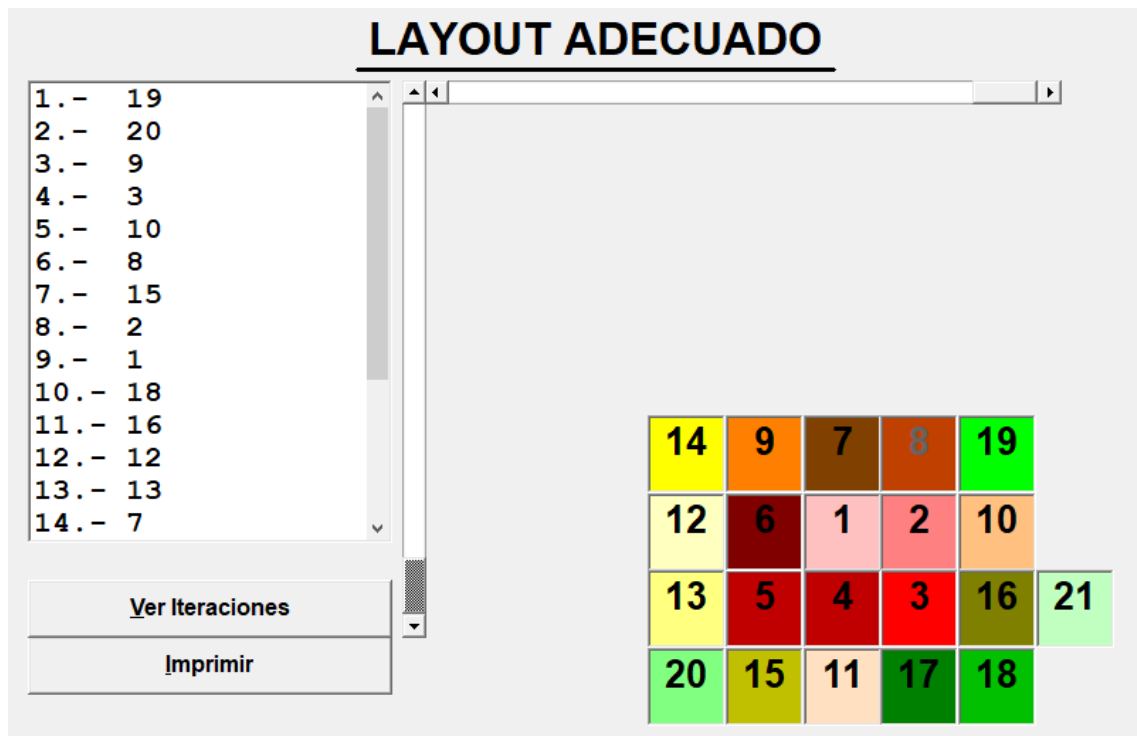 LAYOUT ADECUADO
1.- 19
2.- 20
3.- 9
4.- 3
5.- 10
6.- 8
7.- 15
8.- 2
9.- 1
10.- 18
11.- 16
12.- 12
13.- 13
14.- 7
Ver Iteraciones
Imprimir
14 9 7 8 19
12 6 1 2 10
13 5 4 3 16 21
20 15 11 17 18